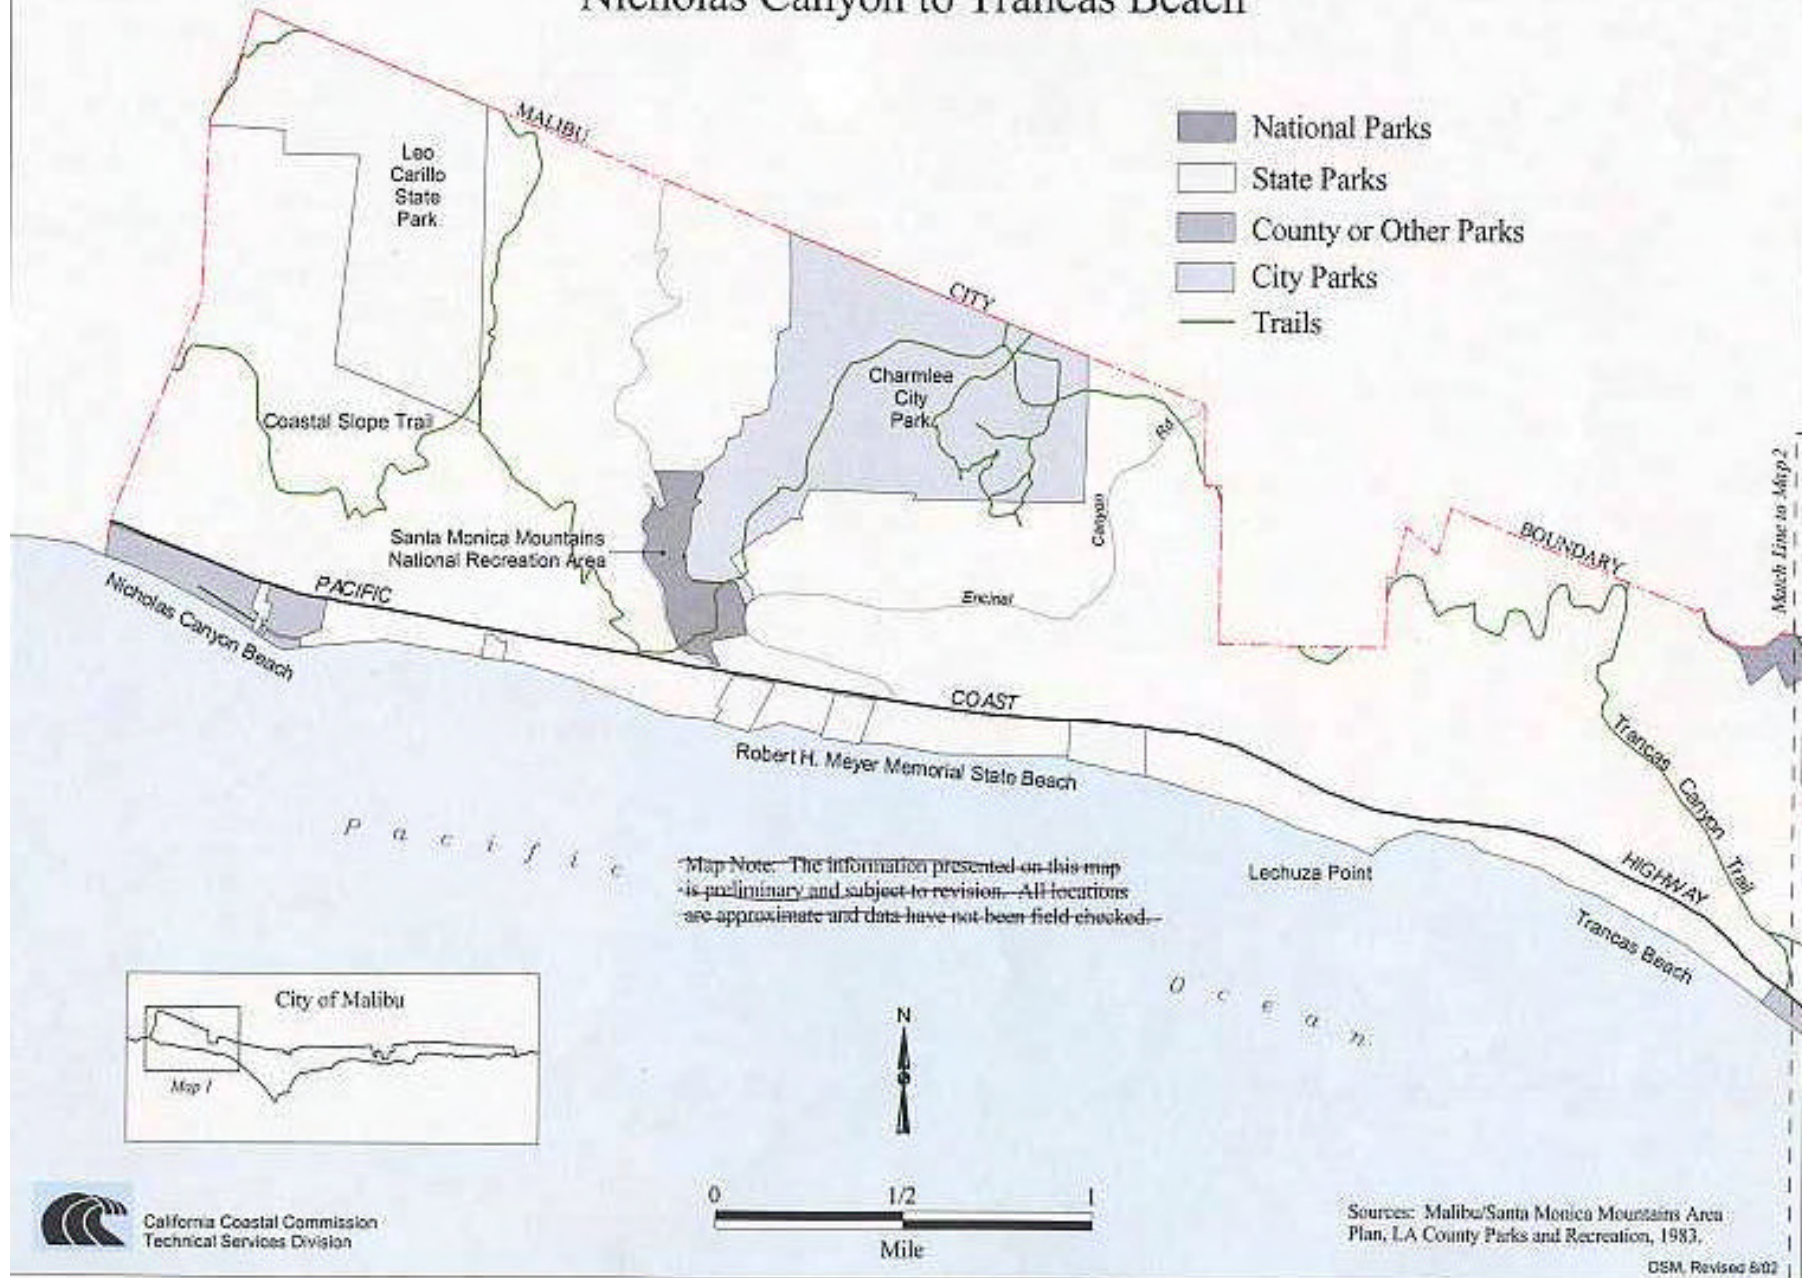 Nicholas Canyon to Trancas Beach
MALIBU
CITY
BOUNDARY
National Parks
State Parks
County or Other Parks
City Parks
Trails
Leo
Carillo
State
Park
Charmlee
City
Park
Coastal Slope Trail
Rd
Canyon
Encinal
Match Line to Map 2
Santa Monica Mountains
National Recreation Area
PACIFIC
COAST
HIGHWAY
Nicholas Canyon Beach
Robert H. Meyer Memorial State Beach
Trancas Canyon Trail
Lechuza Point
Trancas Beach
Pacific
Ocean
Map Note: The information presented on this map
is preliminary and subject to revision. All locations
are approximate and data have not been field checked.
City of Malibu
Map 1
N
0 1/2 1
Mile
California Coastal Commission
Technical Services Division
Sources: Malibu/Santa Monica Mountains Area
Plan, LA County Parks and Recreation, 1983.
DSM, Revised 8/02